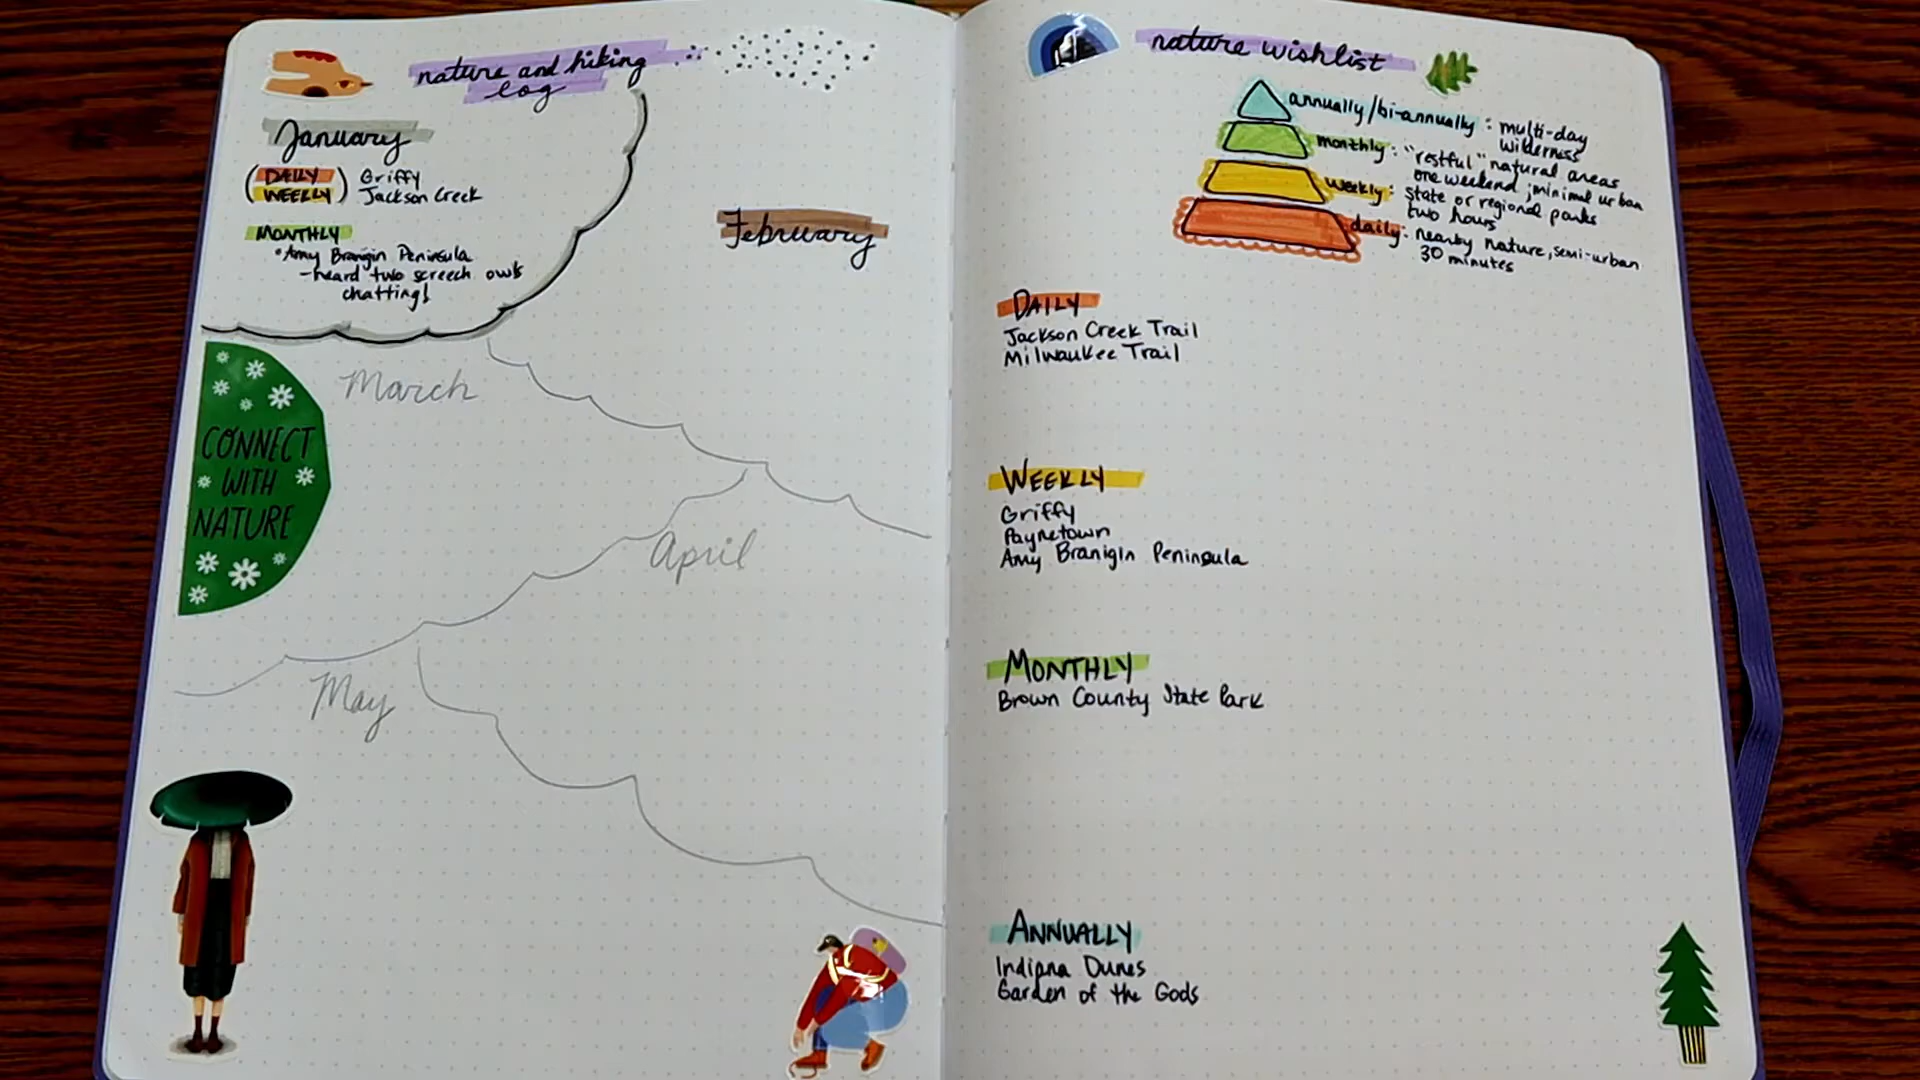 nature and hiking
log
January
(DAILY) Griffy
(WEEKLY) Jackson Creek
MONTHLY
• Amy Branigin Peninsula
- heard two screech owls
chatting!
February
March
CONNECT
WITH
NATURE
April
May
nature wishlist
annually/bi-annually: multi-day
wilderness
monthly: "restful" natural areas
one weekend; minimal urban
weekly: state or regional parks
two hours
daily: nearby nature, semi-urban
30 minutes
DAILY
Jackson Creek Trail
Milwaukee Trail
WEEKLY
Griffy
Paynetown
Amy Branigin Peninsula
MONTHLY
Brown County State Park
ANNUALLY
Indiana Dunes
Garden of the Gods